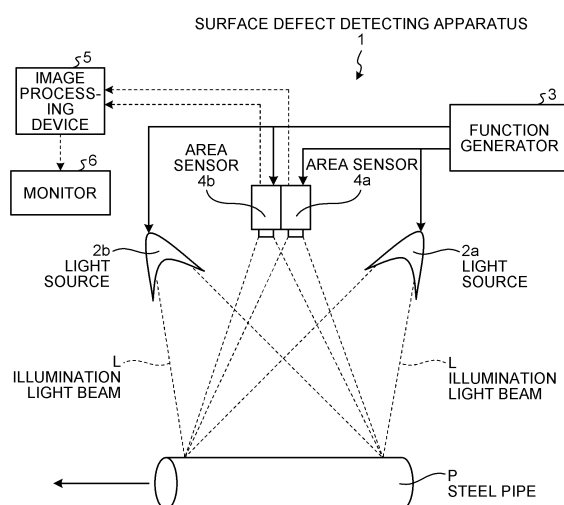 SURFACE DEFECT DETECTING APPARATUS
1
5
IMAGE
PROCESS-
ING
DEVICE
6
MONITOR
3
FUNCTION
GENERATOR
AREA
SENSOR
4b
AREA SENSOR
4a
2b
LIGHT
SOURCE
2a
LIGHT
SOURCE
L
ILLUMINATION
LIGHT BEAM
L
ILLUMINATION
LIGHT BEAM
P
STEEL PIPE